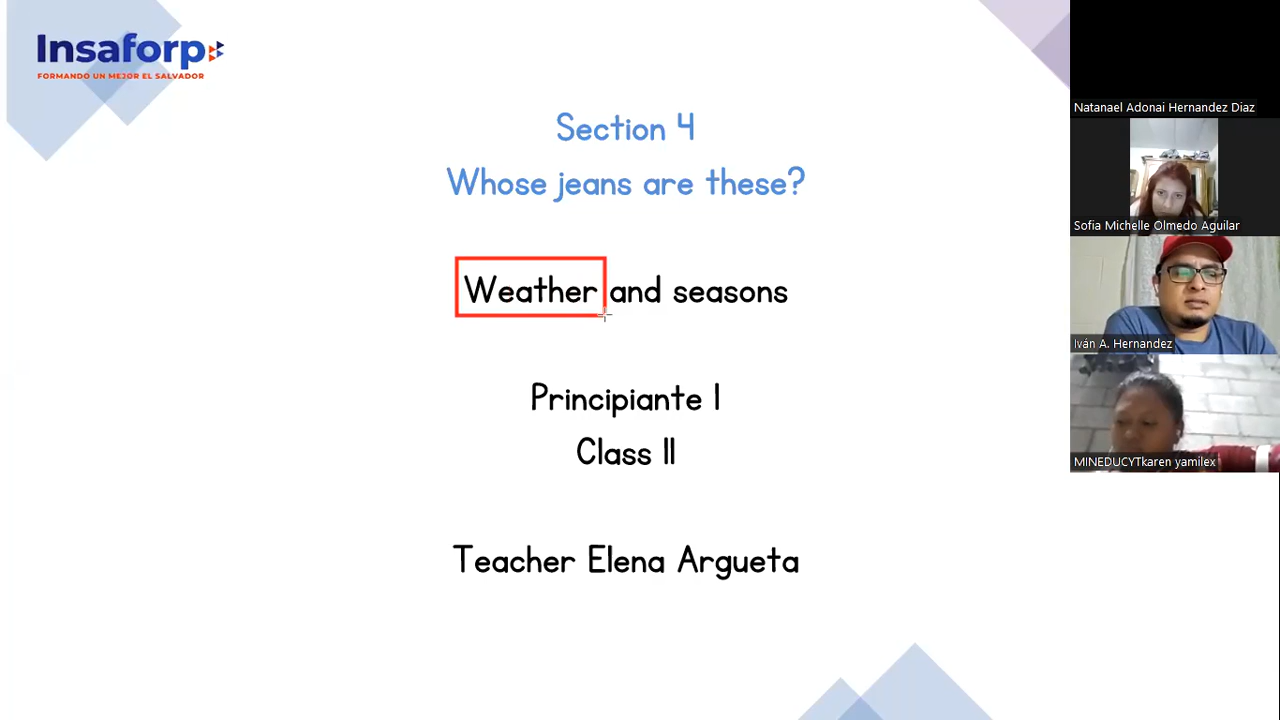 Insaforp
FORMANDO UN MEJOR EL SALVADOR
Section 4
Whose jeans are these?
Weather and seasons
Principiante I
Class II
Teacher Elena Argueta
Natanael Adonai Hernandez Diaz
Sofia Michelle Olmedo Aguilar
Iván A. Hernandez
MINEDUCYTkaren yamilex